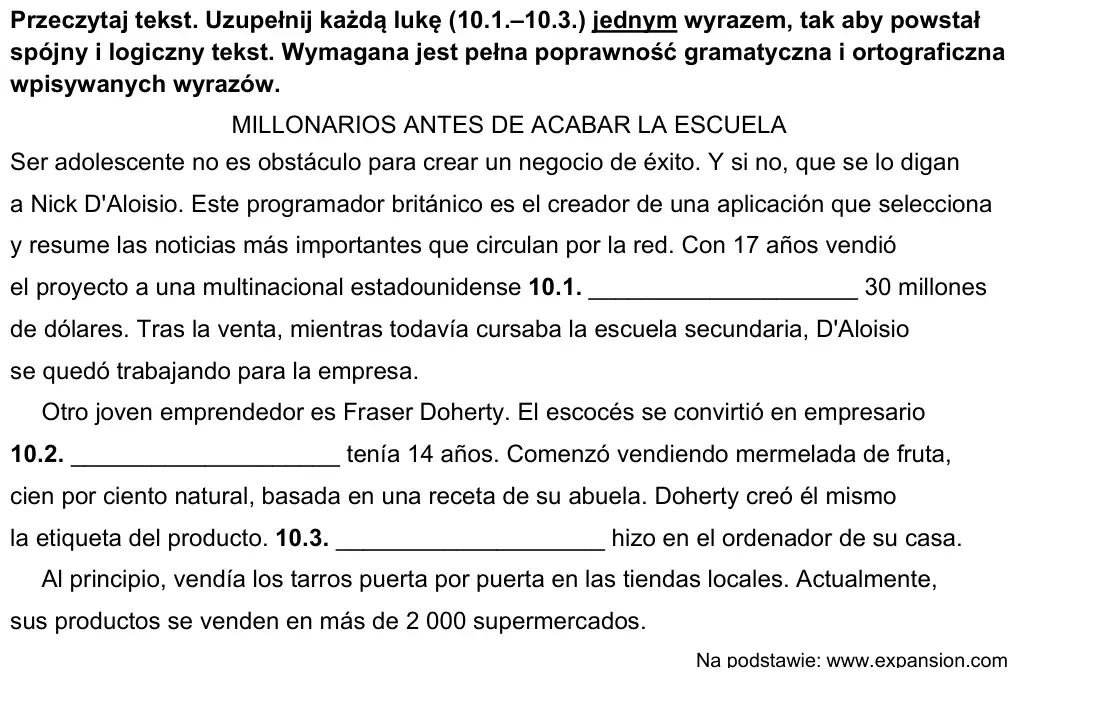 Przeczytaj tekst. Uzupełnij każdą lukę (10.1.–10.3.) jednym wyrazem, tak aby powstał
spójny i logiczny tekst. Wymagana jest pełna poprawność gramatyczna i ortograficzna
wpisywanych wyrazów.
MILLONARIOS ANTES DE ACABAR LA ESCUELA
Ser adolescente no es obstáculo para crear un negocio de éxito. Y si no, que se lo digan
a Nick D'Aloisio. Este programador británico es el creador de una aplicación que selecciona
y resume las noticias más importantes que circulan por la red. Con 17 años vendió
el proyecto a una multinacional estadounidense 10.1. ____________________ 30 millones
de dólares. Tras la venta, mientras todavía cursaba la escuela secundaria, D'Aloisio
se quedó trabajando para la empresa.
Otro joven emprendedor es Fraser Doherty. El escocés se convirtió en empresario
10.2. ____________________ tenía 14 años. Comenzó vendiendo mermelada de fruta,
cien por ciento natural, basada en una receta de su abuela. Doherty creó él mismo
la etiqueta del producto. 10.3. ____________________ hizo en el ordenador de su casa.
Al principio, vendía los tarros puerta por puerta en las tiendas locales. Actualmente,
sus productos se venden en más de 2 000 supermercados.
Na podstawie: www.expansion.com